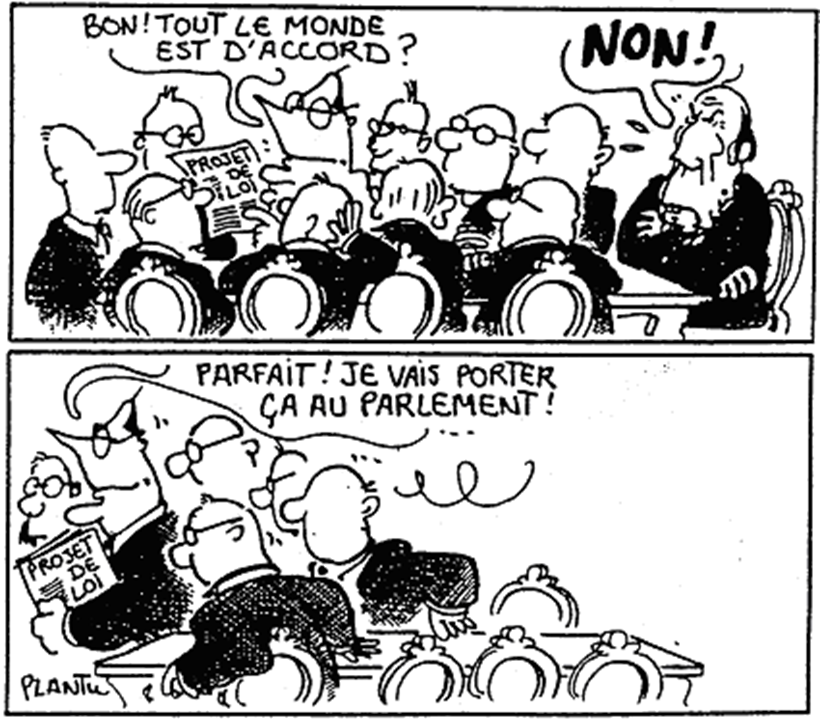 BON! TOUT LE MONDE
EST D'ACCORD?
NON!
PROJET
DE
LOI
PARFAIT! JE VAIS PORTER
ÇA AU PARLEMENT!
PROJET
DE
LOI
PLANTU